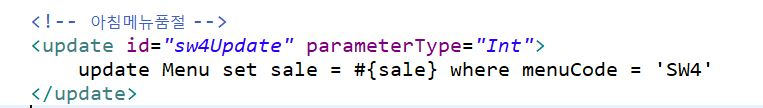 <!-- 아침메뉴품절 -->
<update id="sw4Update" parameterType="Int">
    update Menu set sale = #{sale} where menuCode = 'SW4'
</update>